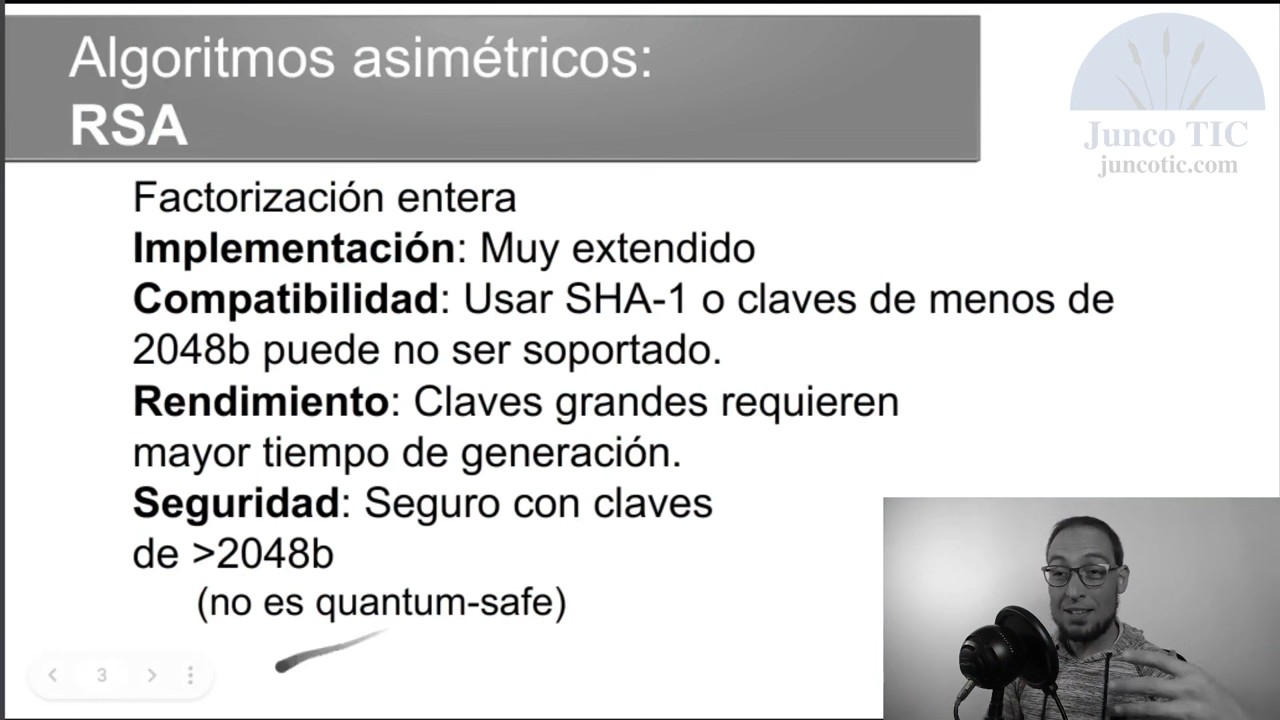 Algoritmos asimétricos:
RSA
Junco TIC
juncotic.com
Factorización entera
Implementación: Muy extendido
Compatibilidad: Usar SHA-1 o claves de menos de
2048b puede no ser soportado.
Rendimiento: Claves grandes requieren
mayor tiempo de generación.
Seguridad: Seguro con claves
de >2048b
(no es quantum-safe)
3